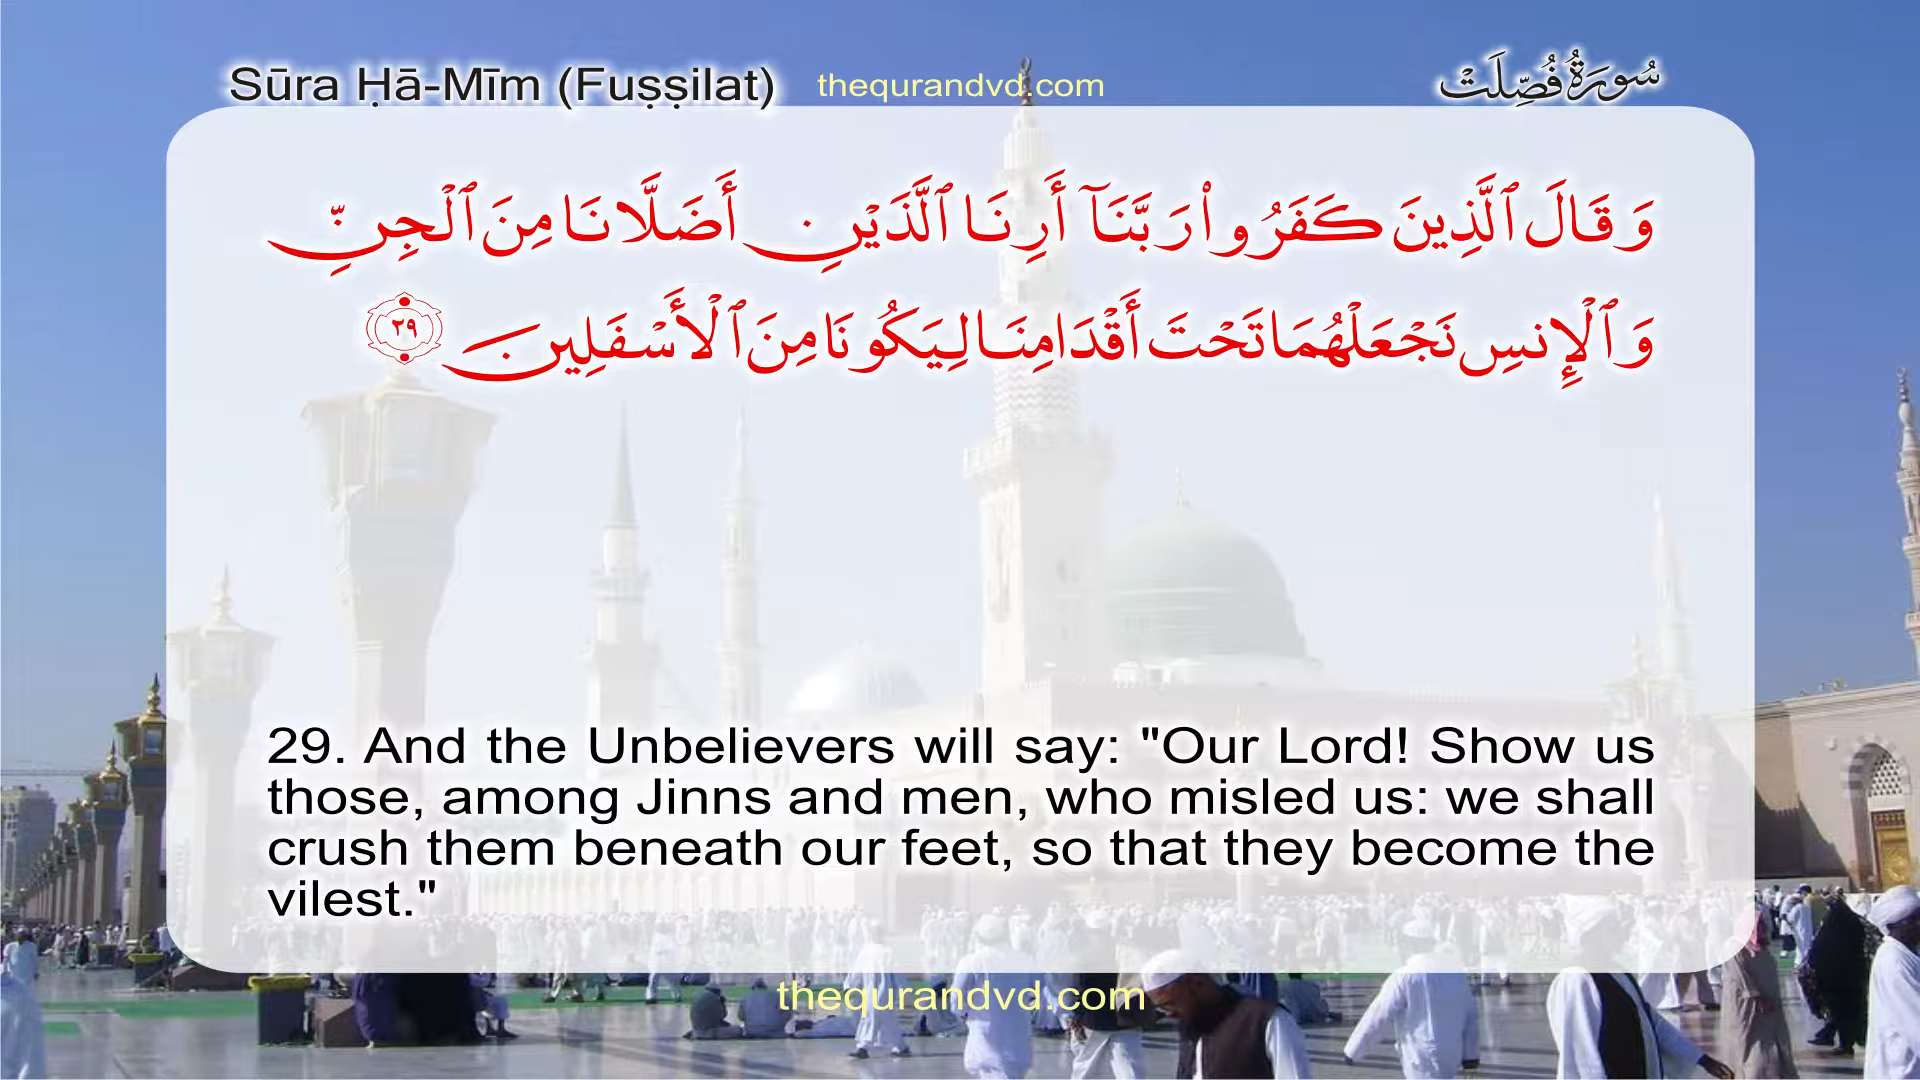 Sūra Ḥā-Mīm (Fuṣṣilat) thequrandvd.com سُورَةُ فُصِّلَتْ
وَقَالَ ٱلَّذِينَ كَفَرُوا۟ رَبَّنَآ أَرِنَا ٱلَّذَيْنِ أَضَلَّانَا مِنَ ٱلْجِنِّ
وَٱلْإِنسِ نَجْعَلْهُمَا تَحْتَ أَقْدَامِنَا لِيَكُونَا مِنَ ٱلْأَسْفَلِينَ ٢٩
29. And the Unbelievers will say: "Our Lord! Show us
those, among Jinns and men, who misled us: we shall
crush them beneath our feet, so that they become the
vilest."
thequrandvd.com